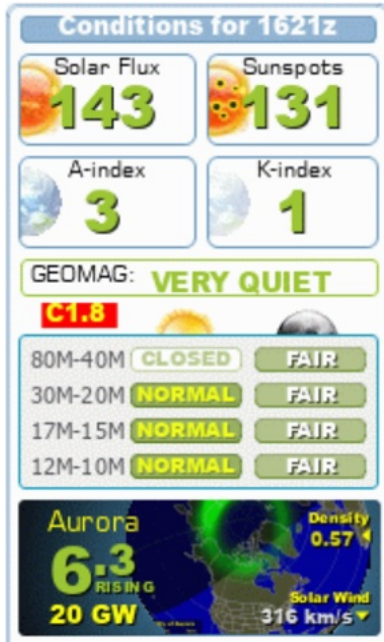 Conditions for 1621z
Solar Flux
143
Sunspots
131
A-index
3
K-index
1
GEOMAG: VERY QUIET
C1.8
80M-40M CLOSED FAIR
30M-20M NORMAL FAIR
17M-15M NORMAL FAIR
12M-10M NORMAL FAIR
Aurora
6.3
RISING
20 GW
Density
0.57
Solar Wind
316 km/s